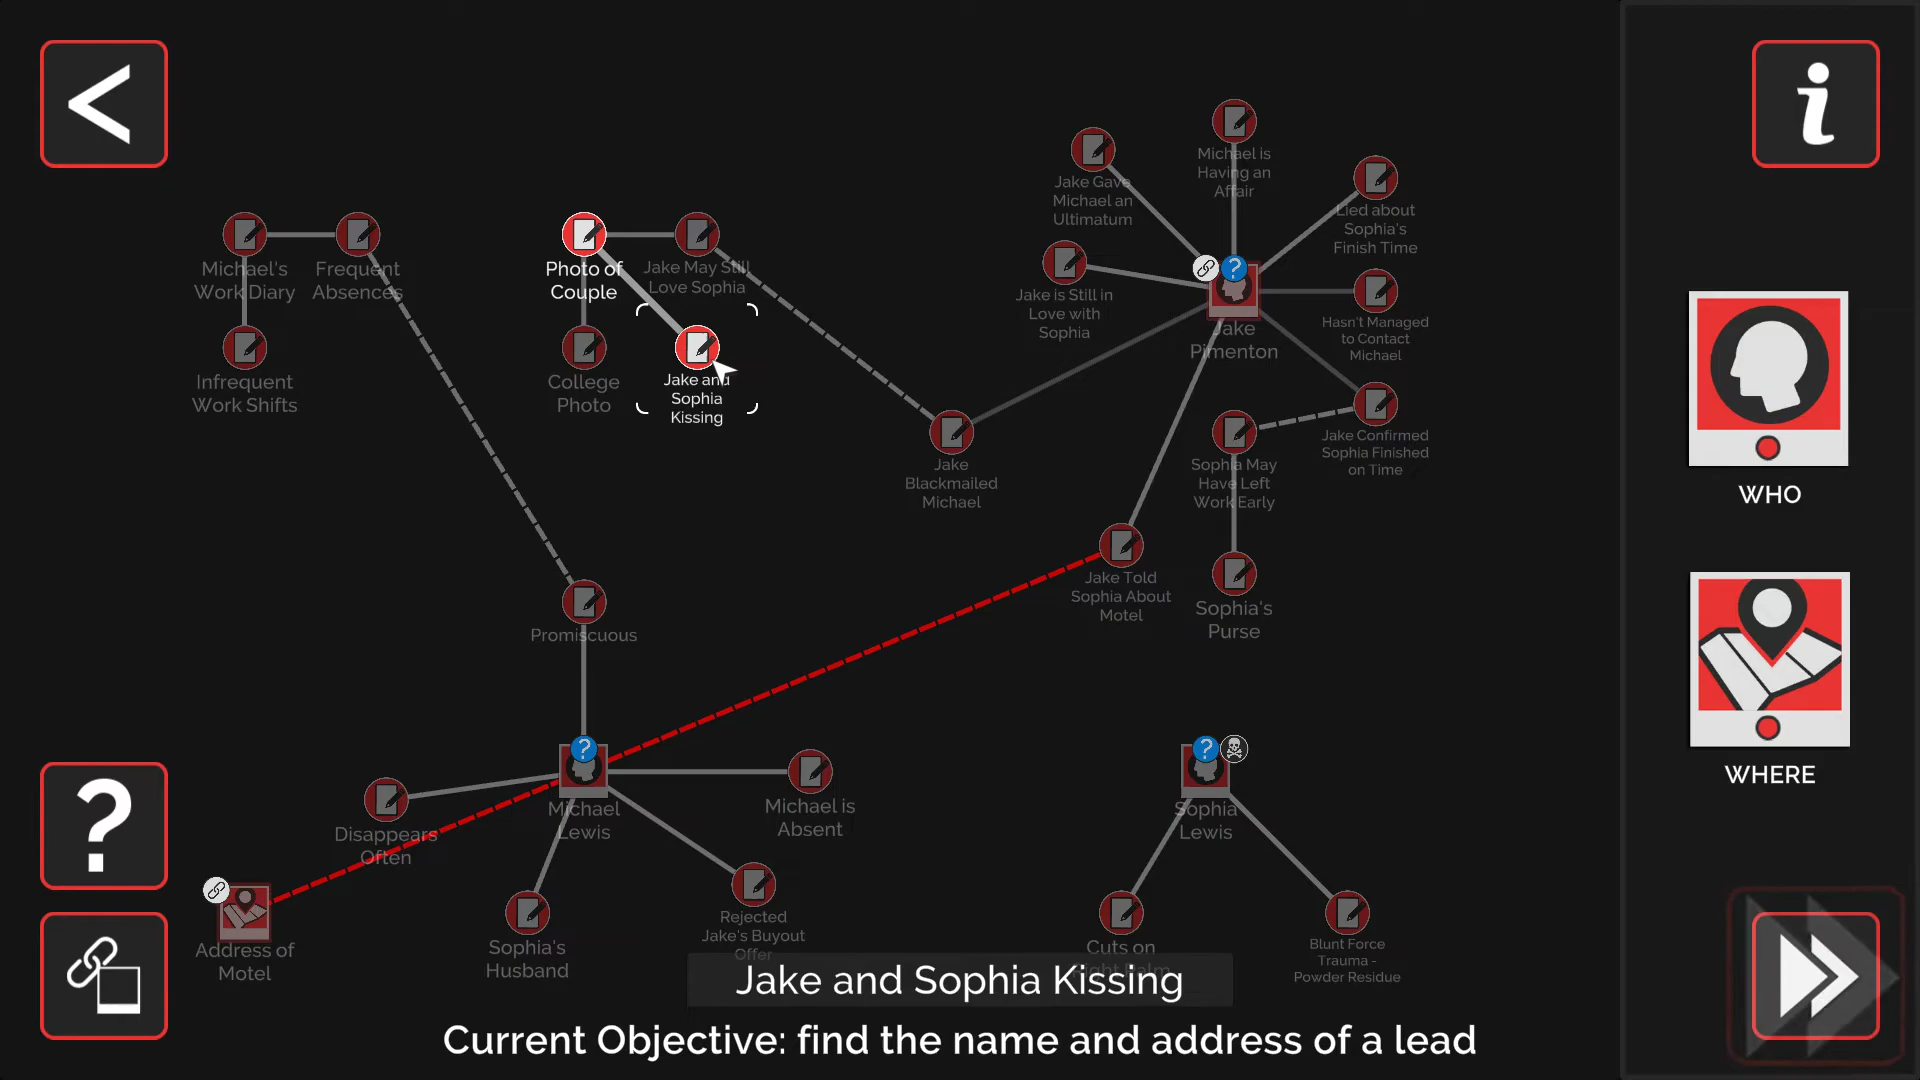 Michael is
Having an
Affair
Jake Gave
Michael an
Ultimatum
Lied about
Sophia's
Finish Time
Michael's
Work Diary
Frequent
Absences
Photo of
Couple
Jake May Still
Love Sophia
Jake is Still in
Love with
Sophia
Jake
Pimenton
Hasn't Managed
to Contact
Michael
Infrequent
Work Shifts
College
Photo
Jake and
Sophia
Kissing
Jake
Blackmailed
Michael
Sophia May
Have Left
Work Early
Jake Confirmed
Sophia Finished
on Time
WHO
Jake Told
Sophia About
Motel
Sophia's
Purse
Promiscuous
WHERE
Disappears
Often
Michael
Lewis
Michael is
Absent
Sophia
Lewis
Address of
Motel
Sophia's
Husband
Rejected
Jake's Buyout
Offer
Cuts on
Right Palm
Blunt Force
Trauma -
Powder Residue
Jake and Sophia Kissing
Current Objective: find the name and address of a lead